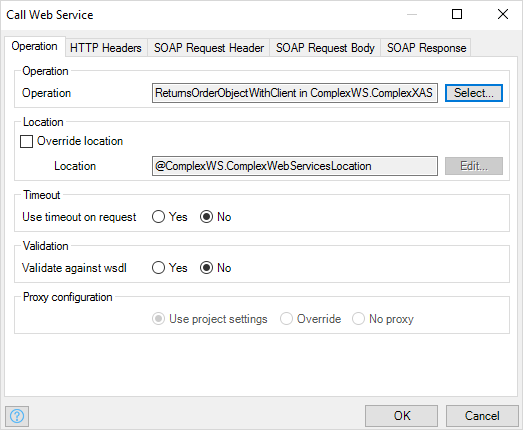 Call Web Service
Operation HTTP Headers SOAP Request Header SOAP Request Body SOAP Response
Operation
Operation ReturnsOrderObjectWithClient in ComplexWS.ComplexXAS Select...
Location
Override location
Location @ComplexWS.ComplexWebServicesLocation Edit...
Timeout
Use timeout on request Yes No
Validation
Validate against wsdl Yes No
Proxy configuration
Use project settings Override No proxy
? OK Cancel